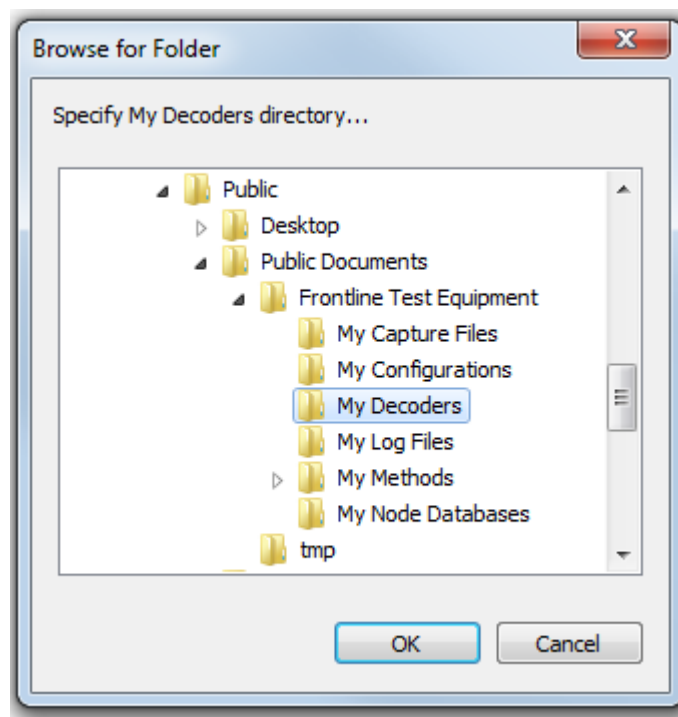 Browse for Folder
Specify My Decoders directory...
Public
Desktop
Public Documents
Frontline Test Equipment
My Capture Files
My Configurations
My Decoders
My Log Files
My Methods
My Node Databases
tmp
OK
Cancel